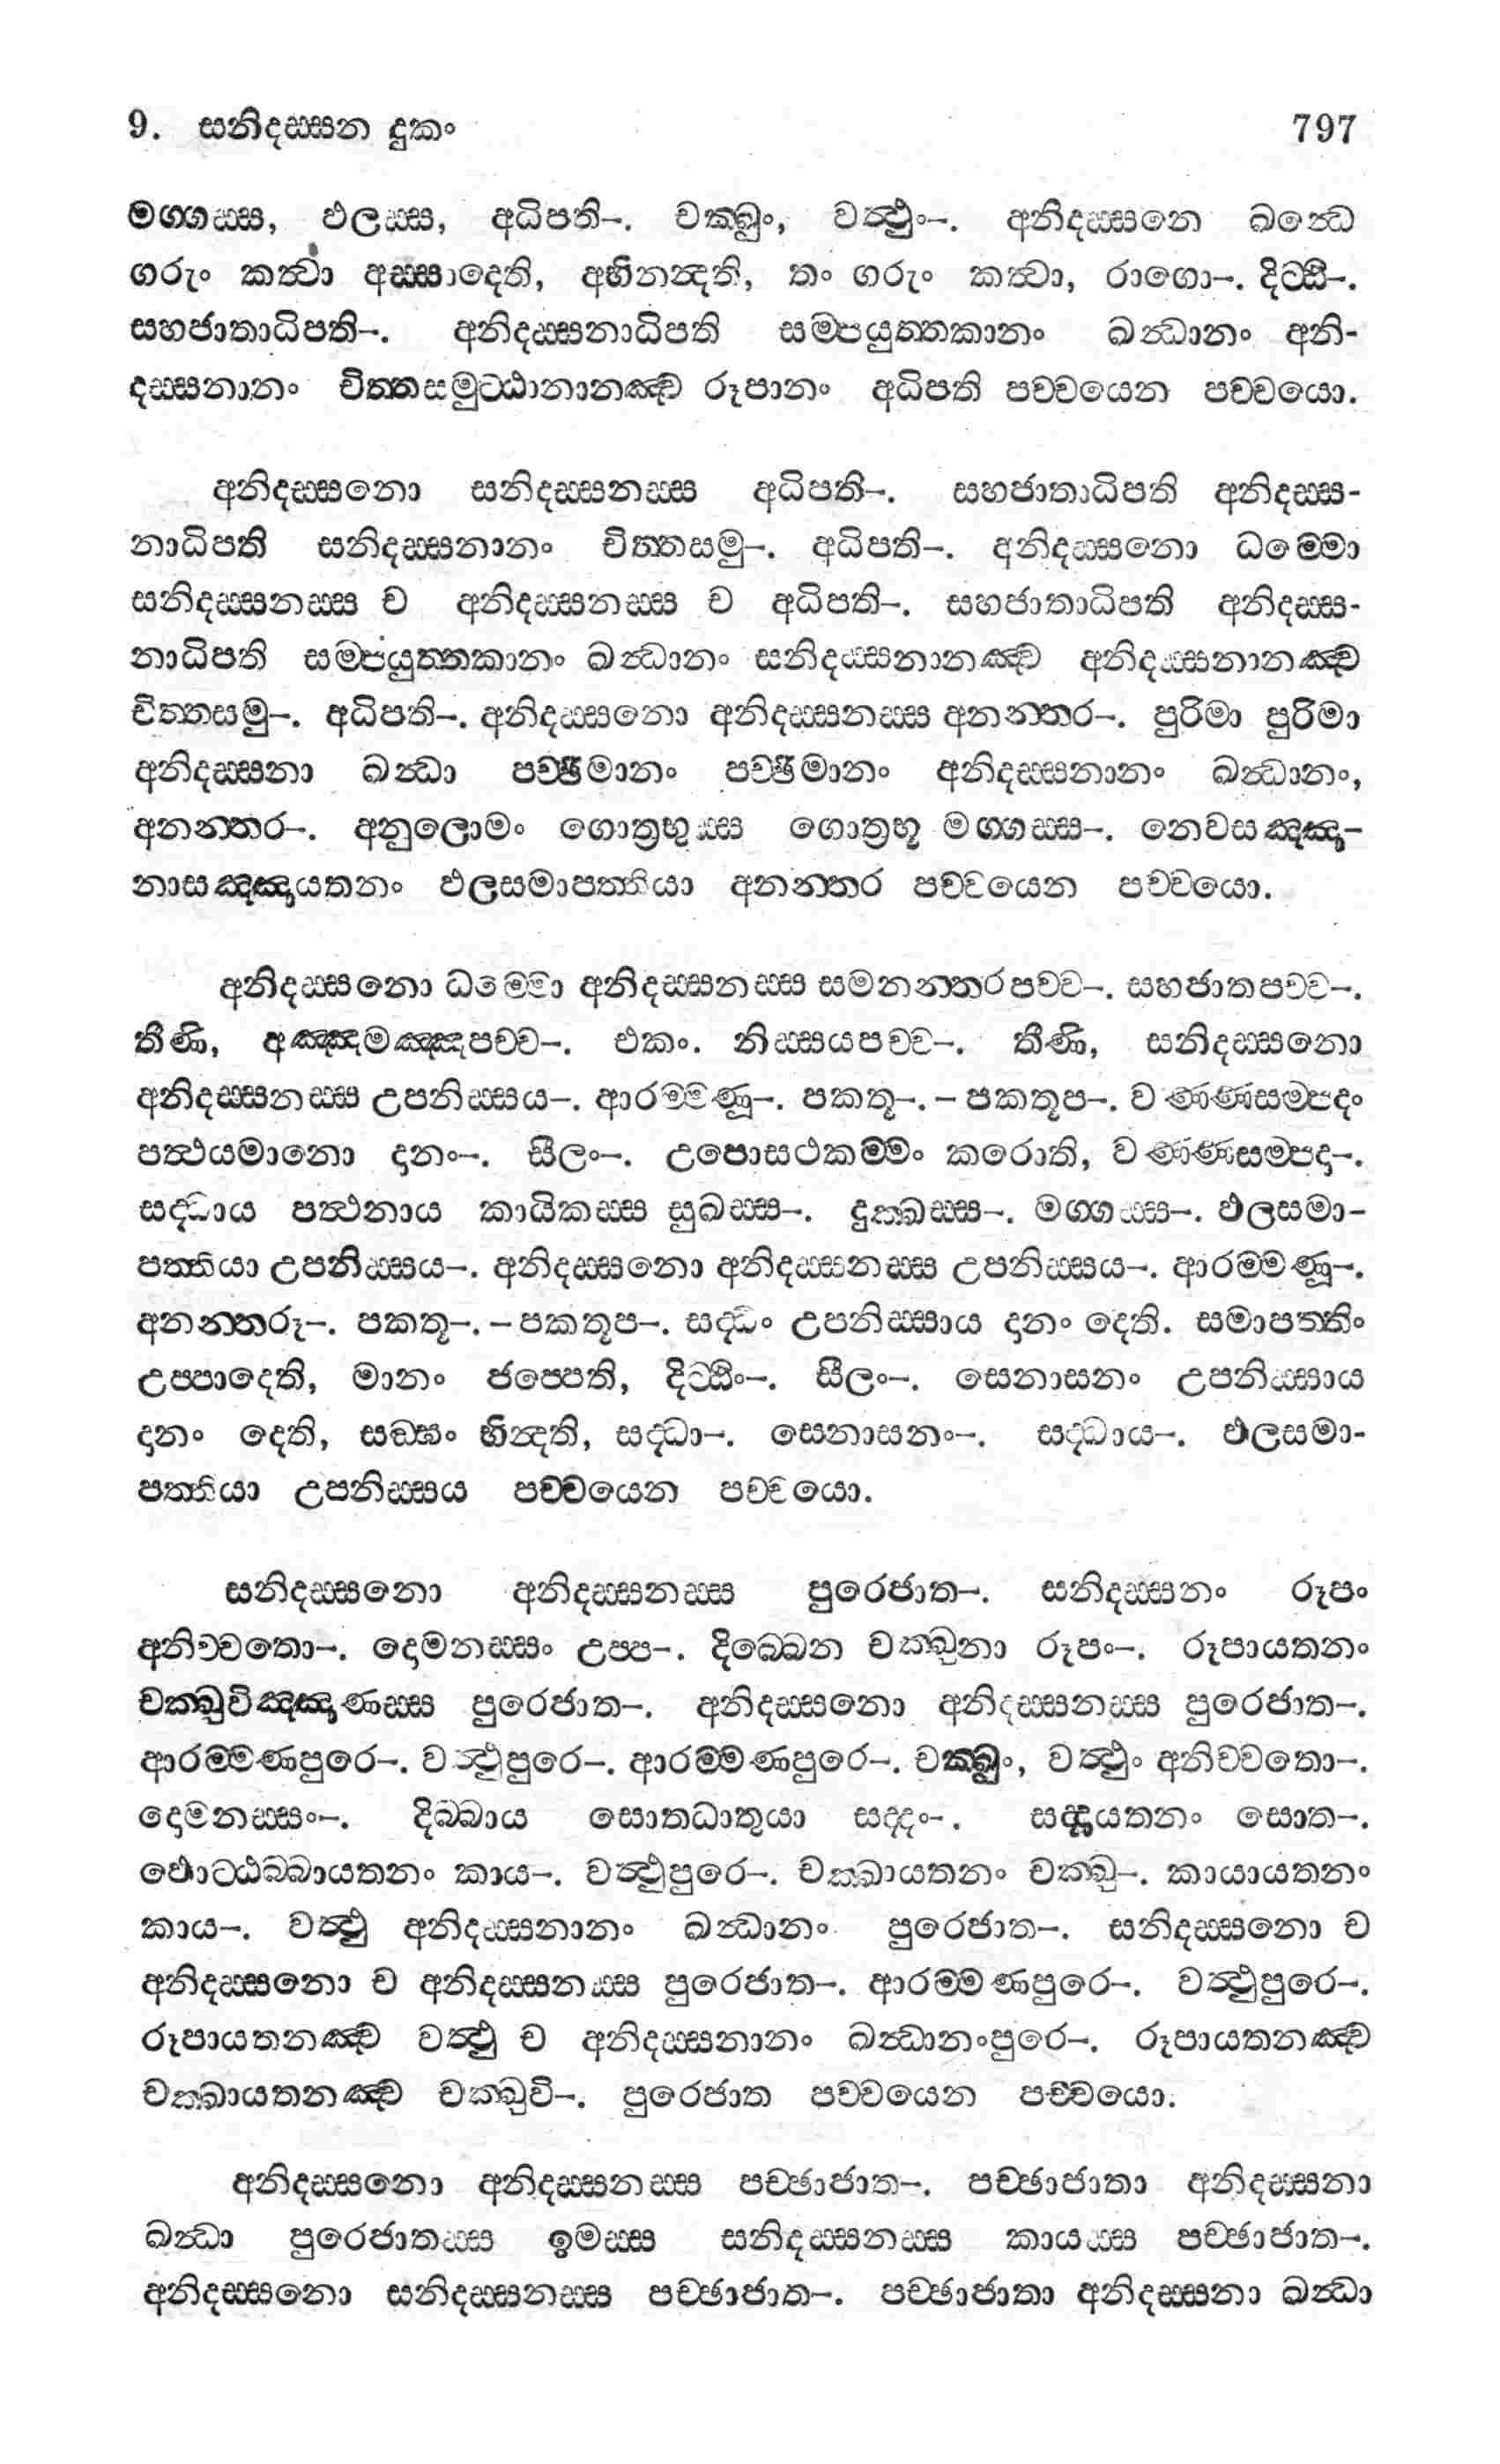 9. සනිදස්සන දුකං 797
මග්ගස්ස, ඵලස්ස, අධිපති–. චක්ඛුං, වත්ථුං–. අනිදස්සනෙ ඛන්ධෙ
ගරුං කත්වා අස්සාදෙති, අභිනන්දති, තං ගරුං කත්වා, රාගො–. දිට්ඨි–.
සහජාතාධිපති–. අනිදස්සනාධිපති සම්පයුත්තකානං ඛන්ධානං අනි-
දස්සනානං චිත්තසමුට්ඨානානඤ්ච රූපානං අධිපති පච්චයෙන පච්චයො.
අනිදස්සනො සනිදස්සනස්ස අධිපති–. සහජාතාධිපති අනිදස්ස-
නාධිපති සනිදස්සනානං චිත්තසමු–. අධිපති–. අනිදස්සනො ධම්මො
සනිදස්සනස්ස ච අනිදස්සනස්ස ච අධිපති–. සහජාතාධිපති අනිදස්ස-
නාධිපති සම්පයුත්තකානං ඛන්ධානං සනිදස්සනානඤ්ච අනිදස්සනානඤ්ච
චිත්තසමු–. අධිපති–. අනිදස්සනො අනිදස්සනස්ස අනන්තර–. පුරිමා පුරිමා
අනිදස්සනා ඛන්ධා පච්ඡිමානං පච්ඡිමානං අනිදස්සනානං ඛන්ධානං,
අනන්තර–. අනුලොමං ගොත්‍රභුස්ස ගොත්‍රභූ මග්ගස්ස–. නෙවසඤ්ඤා-
නාසඤ්ඤායතනං ඵලසමාපත්තියා අනන්තර පච්චයෙන පච්චයො.
අනිදස්සනො ධම්මො අනිදස්සනස්ස සමනන්තරපච්ච–. සහජාතපච්ච–.
තීණි, අඤ්ඤමඤ්ඤපච්ච–. එකං. නිස්සයපච්ච–. තීණි, සනිදස්සනො
අනිදස්සනස්ස උපනිස්සය–. ආරම්මණූ–. පකතූ–. – පකතූප–. වණ්ණසම්පදං
පත්ථයමානො දානං–. සීලං–. උපොසථකම්මං කරොති, වණ්ණසම්පදා–.
සද්ධාය පත්ථනාය කායිකස්ස සුඛස්ස–. දුක්ඛස්ස–. මග්ගස්ස–. ඵලසමා-
පත්තියා උපනිස්සය–. අනිදස්සනො අනිදස්සනස්ස උපනිස්සය–. ආරම්මණූ–.
අනන්තරූ–. පකතූ–. – පකතූප–. සද්ධං උපනිස්සාය දානං දෙති. සමාපත්තිං
උප්පාදෙති, මානං ජප්පෙති, දිට්ඨිං–. සීලං–. සෙනාසනං උපනිස්සාය
දානං දෙති, සඞ්ඝං භින්දති, සද්ධා–. සෙනාසනං–. සද්ධාය–. ඵලසමා-
පත්තියා උපනිස්සය පච්චයෙන පච්චයො.
සනිදස්සනො අනිදස්සනස්ස පුරෙජාත–. සනිදස්සනං රූපං
අනිච්චතො–. දොමනස්සං උප්ප–. දිබ්බෙන චක්ඛුනා රූපං–. රූපායතනං
චක්ඛුවිඤ්ඤාණස්ස පුරෙජාත–. අනිදස්සනො අනිදස්සනස්ස පුරෙජාත–.
ආරම්මණපුරෙ–. වත්ථුපුරෙ–. ආරම්මණපුරෙ–. චක්ඛුං, වත්ථුං අනිච්චතො–.
දොමනස්සං–. දිබ්බාය සොතධාතුයා සද්දං–. සද්දායතනං සොත–.
ඵොට්ඨබ්බායතනං කාය–. වත්ථුපුරෙ–. චක්ඛායතනං චක්ඛු–. කායායතනං
කාය–. වත්ථු අනිදස්සනානං ඛන්ධානං පුරෙජාත–. සනිදස්සනො ච
අනිදස්සනො ච අනිදස්සනස්ස පුරෙජාත–. ආරම්මණපුරෙ–. වත්ථුපුරෙ–.
රූපායතනඤ්ච වත්ථු ච අනිදස්සනානං ඛන්ධානංපුරෙ–. රූපායතනඤ්ච
චක්ඛායතනඤ්ච චක්ඛුවි–. පුරෙජාත පච්චයෙන පච්චයො.
අනිදස්සනො අනිදස්සනස්ස පච්ඡාජාත–. පච්ඡාජාතා අනිදස්සනා
ඛන්ධා පුරෙජාතස්ස ඉමස්ස සනිදස්සනස්ස කායස්ස පච්ඡාජාත–.
අනිදස්සනො සනිදස්සනස්ස පච්ඡාජාත–. පච්ඡාජාතා අනිදස්සනා ඛන්ධා